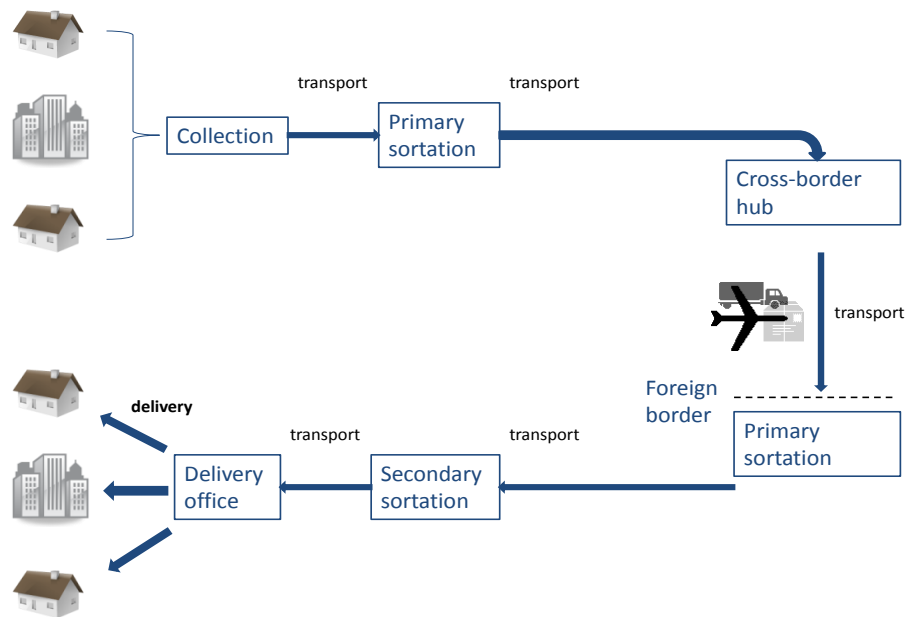 transport
transport
Collection
Primary
sortation
Cross-border
hub
transport
Foreign
border
Primary
sortation
delivery
transport
transport
Delivery
office
Secondary
sortation